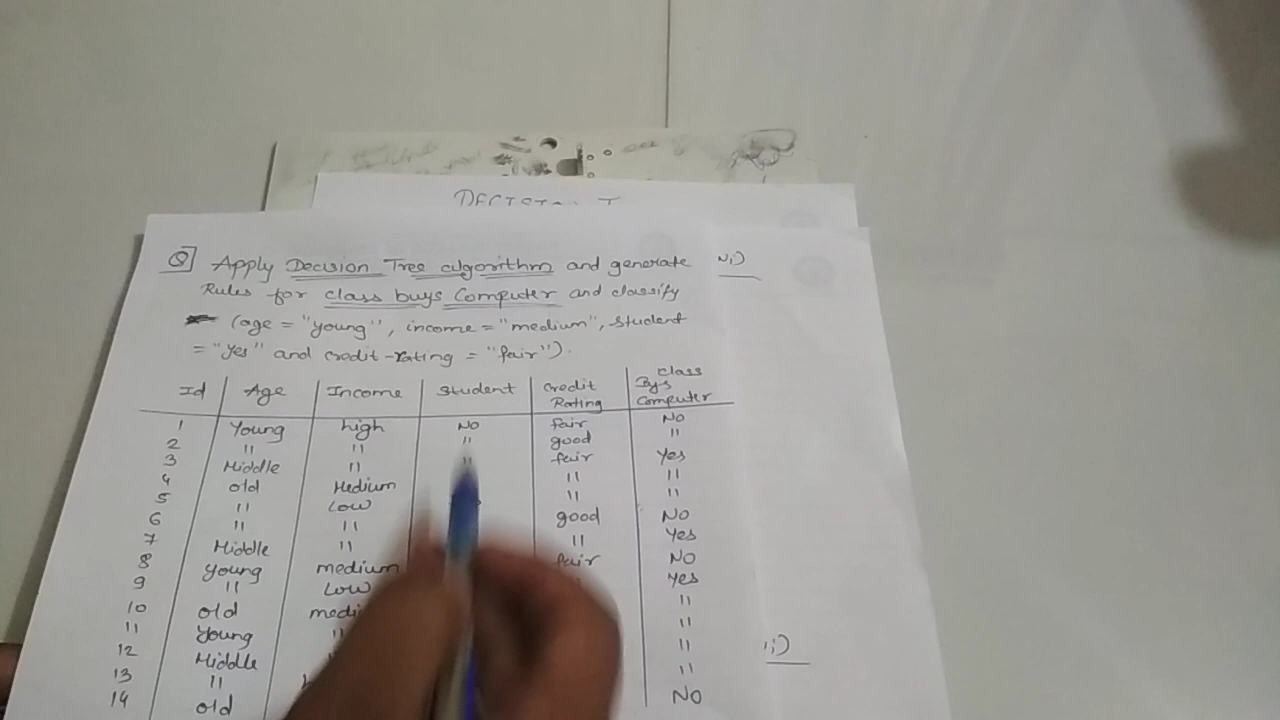 DECISION T
Q Apply Decision Tree algorithm and generate
Rules for class buys Computer and classify
(age = "young", income = "medium", student
= "yes" and credit-rating = "fair").
Id Age Income Student Credit Rating Class Bys Computer
1 Young high No fair No
2 " " " good "
3 Middle " " fair Yes
4 old Medium " "
5 " Low " "
6 " " good No
7 Middle " " Yes
8 Young medium fair No
9 " Low Yes
10 old "
11 Young " "
12 Middle "
13 " "
14 old No
ii)